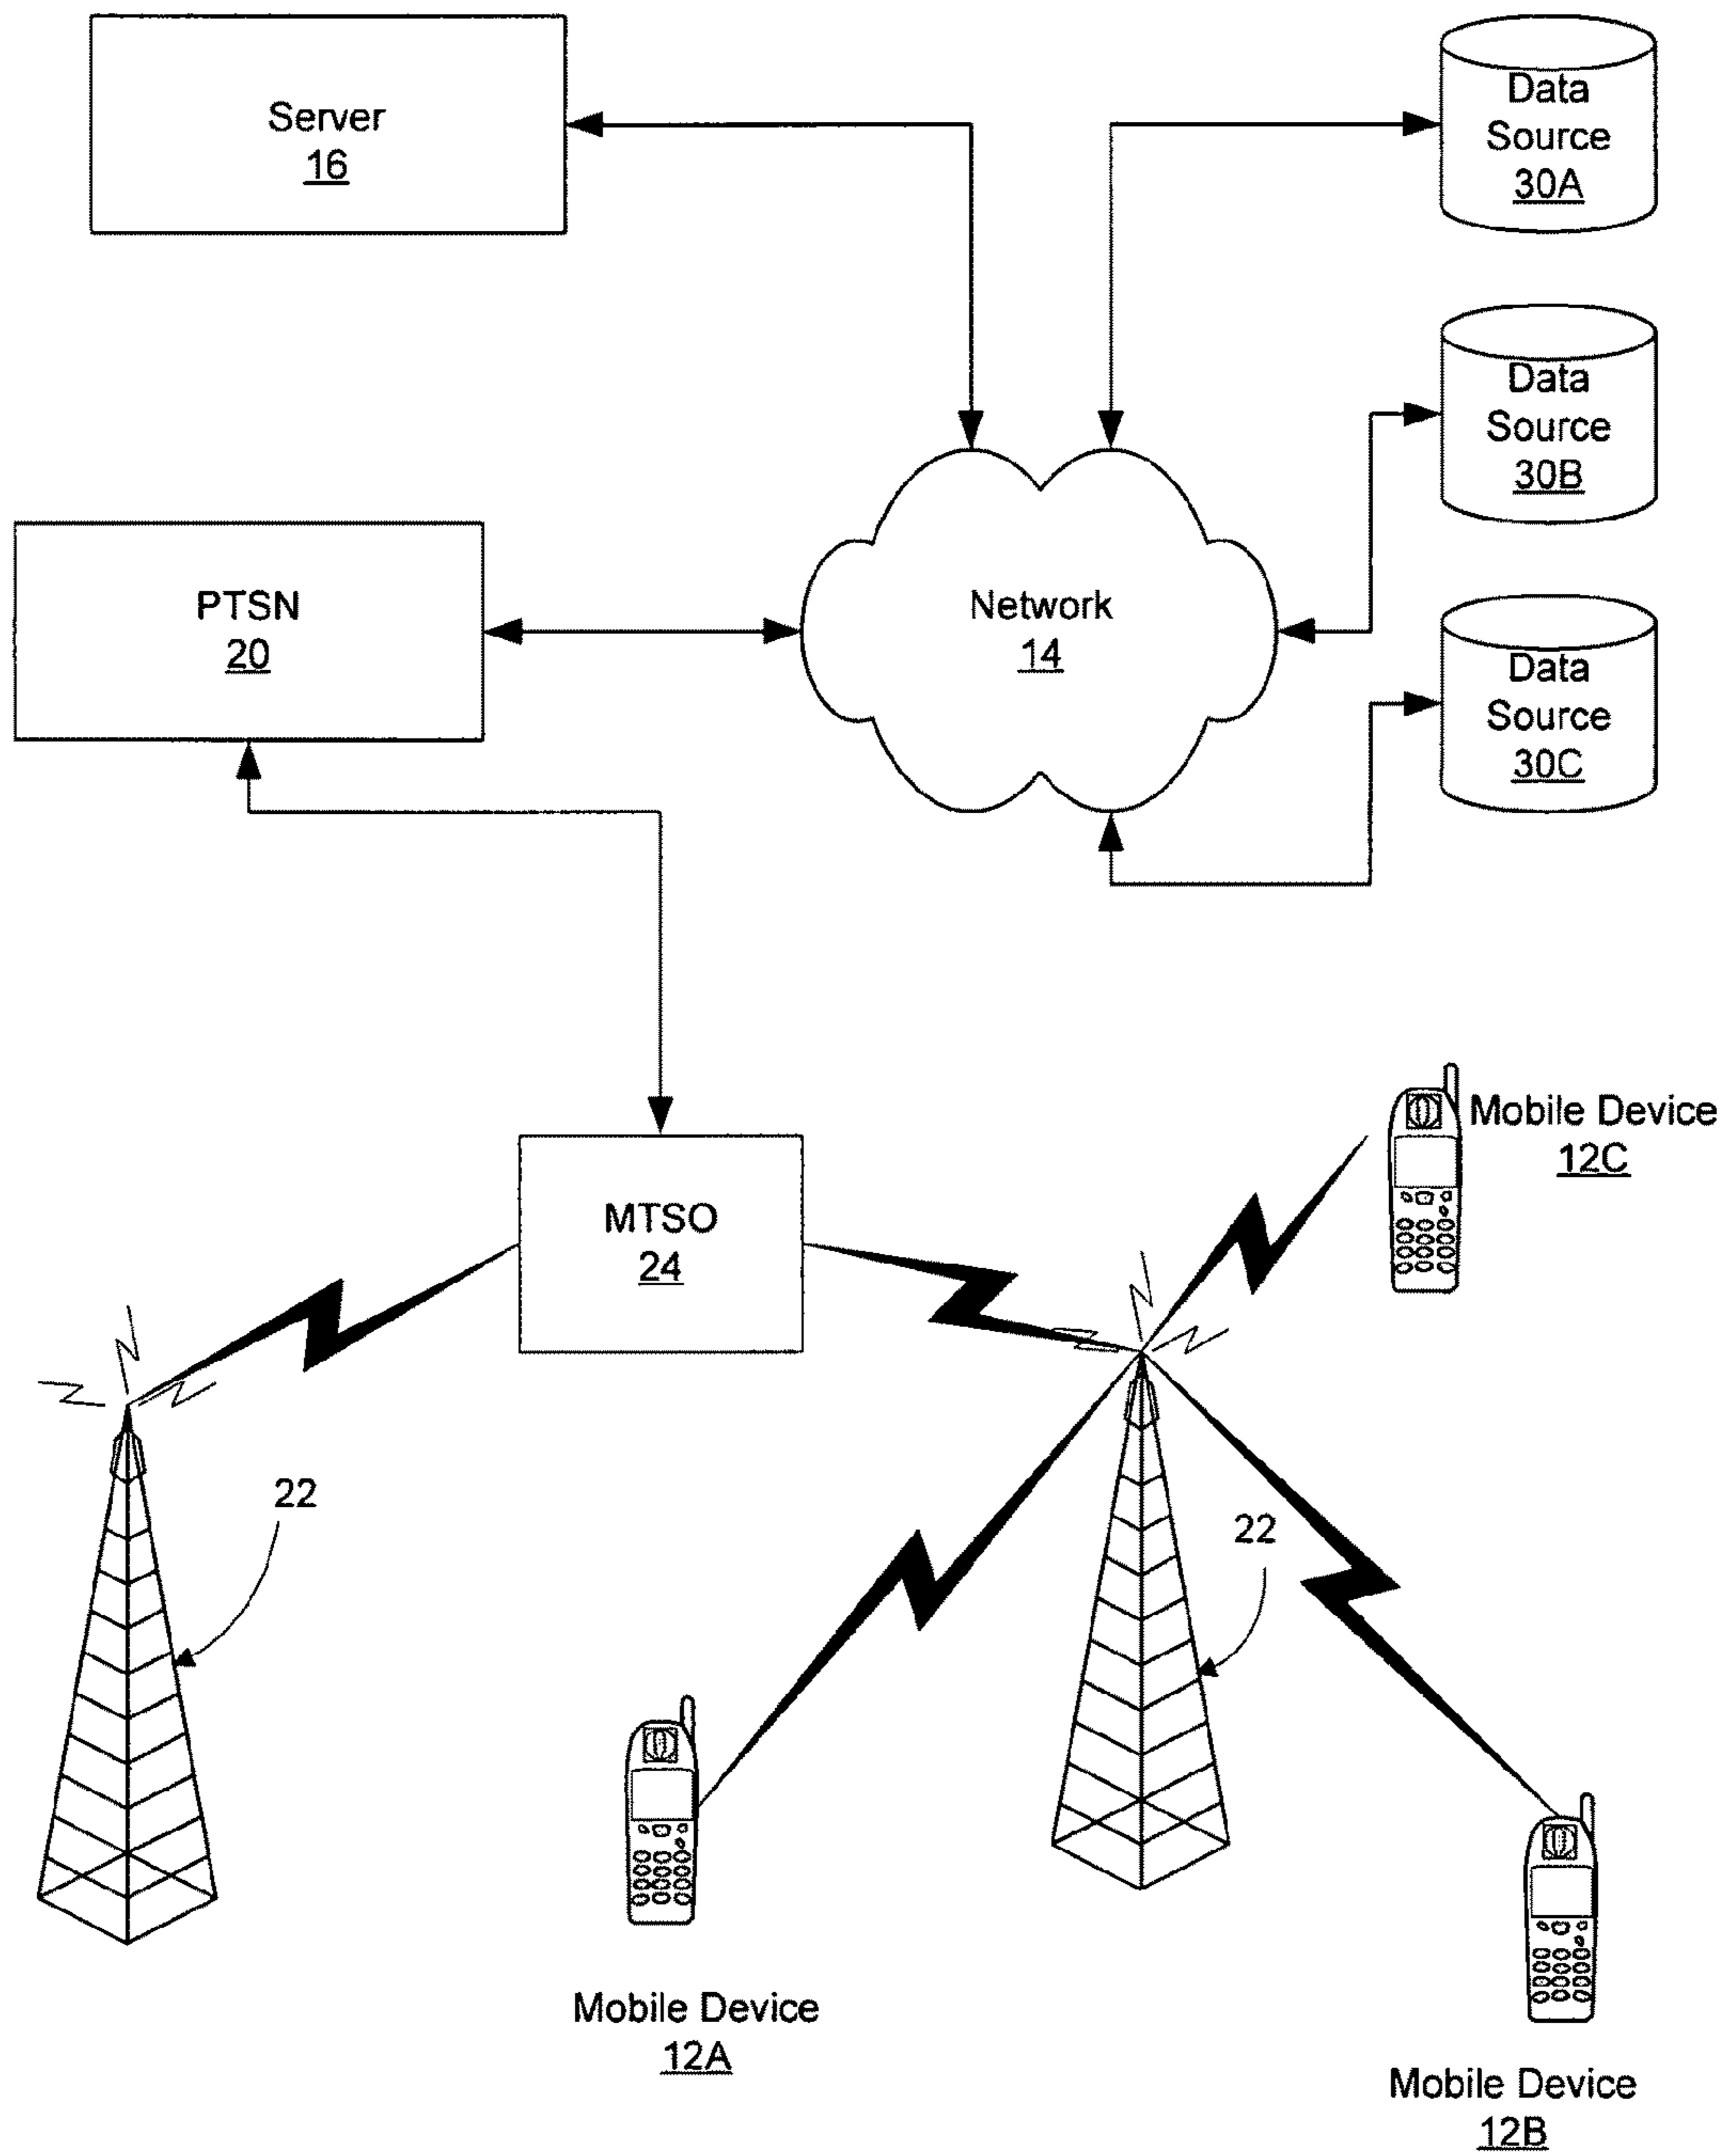 Server
16
Data
Source
30A
Data
Source
30B
PTSN
20
Network
14
Data
Source
30C
Mobile Device
12C
MTSO
24
22
22
Mobile Device
12A
Mobile Device
12B